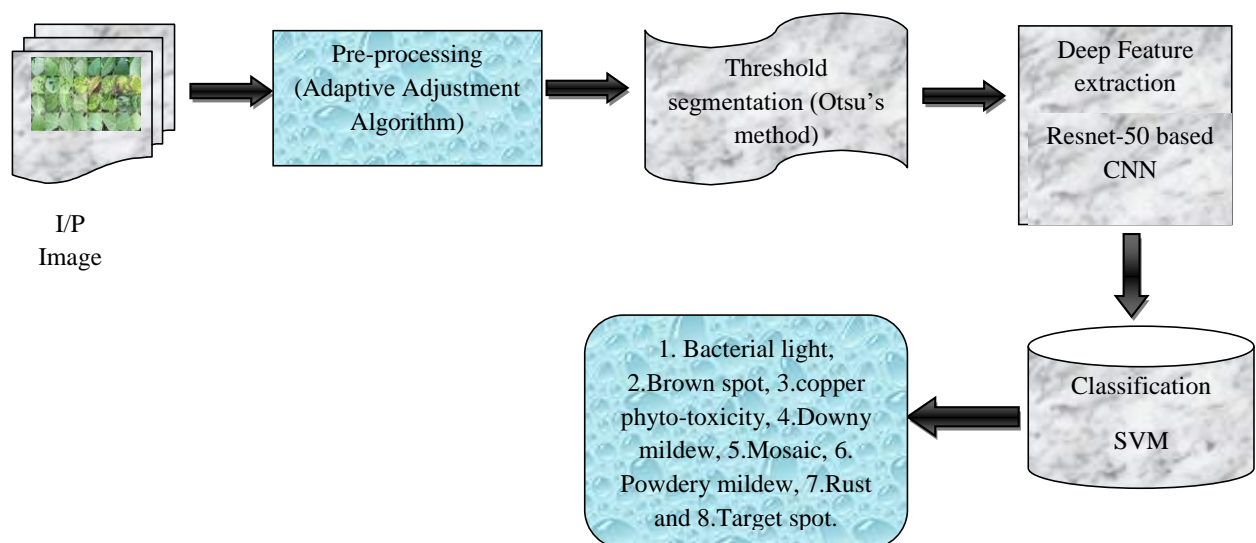 I/P
Image
Pre-processing
(Adaptive Adjustment
Algorithm)
Threshold
segmentation (Otsu's
method)
Deep Feature
extraction
Resnet-50 based
CNN
Classification
SVM
1. Bacterial light,
2.Brown spot, 3.copper
phyto-toxicity, 4.Downy
mildew, 5.Mosaic, 6.
Powdery mildew, 7.Rust
and 8.Target spot.